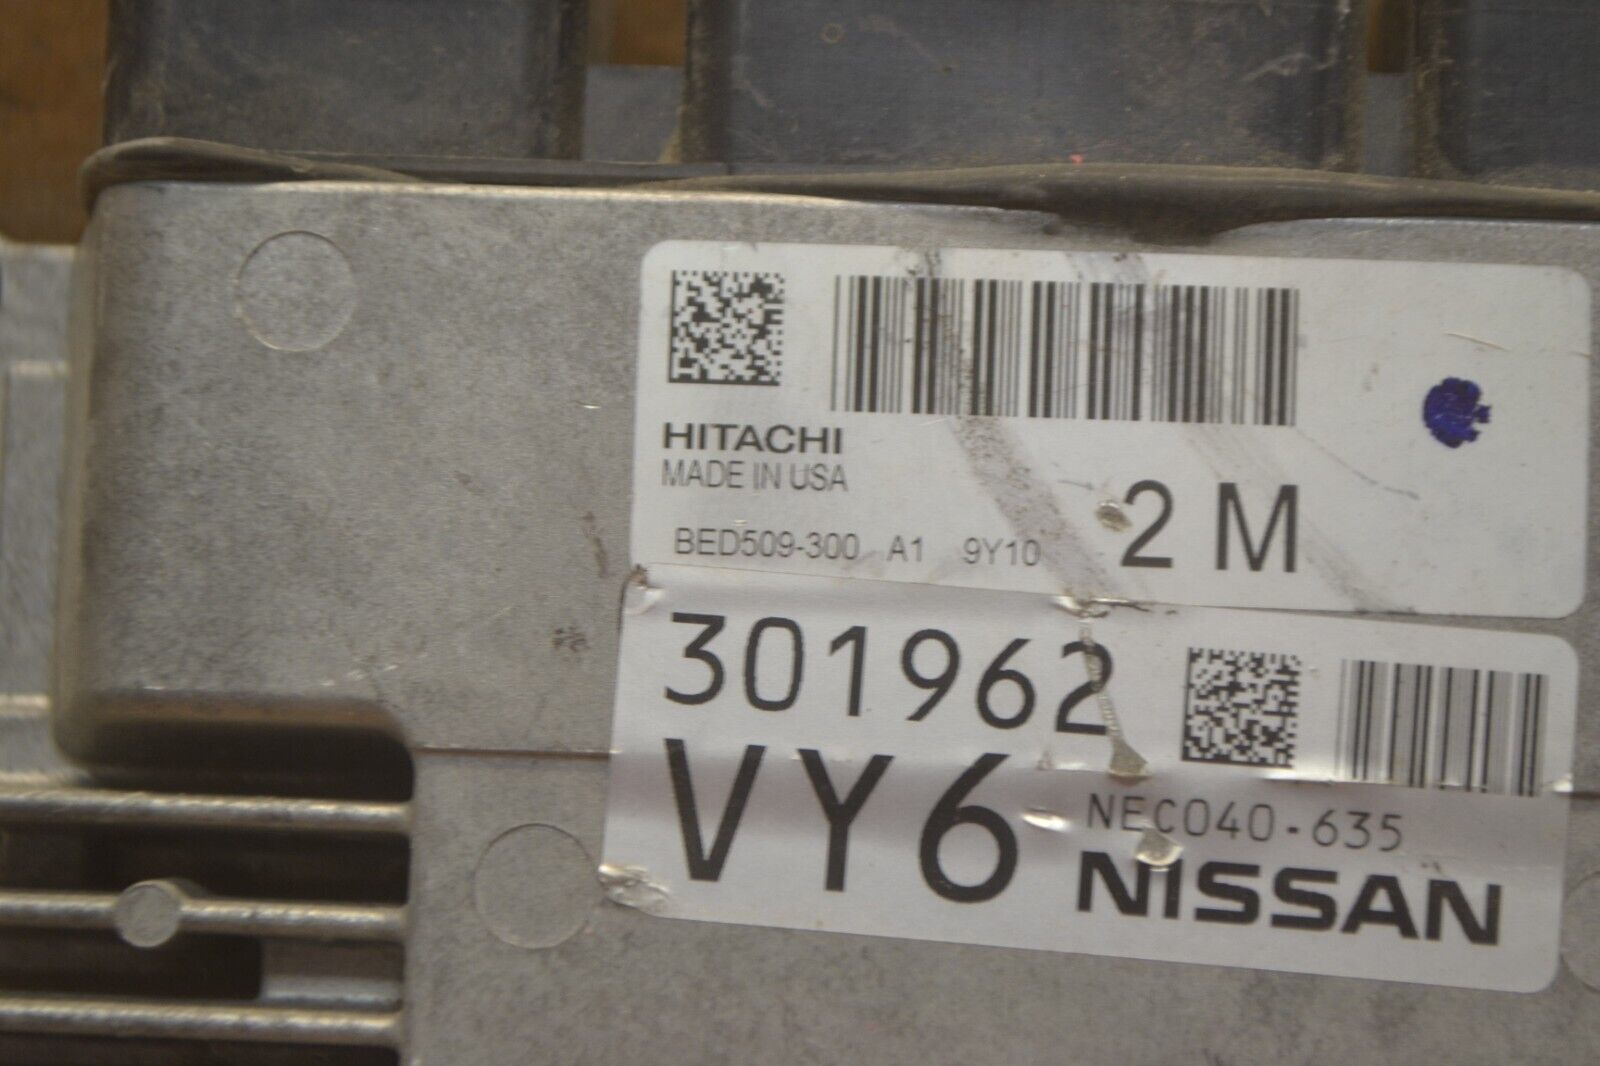 HITACHI
MADE IN USA
BED509-300 A1 9Y10 2 M
301962
VY6
NEC040-635
NISSAN